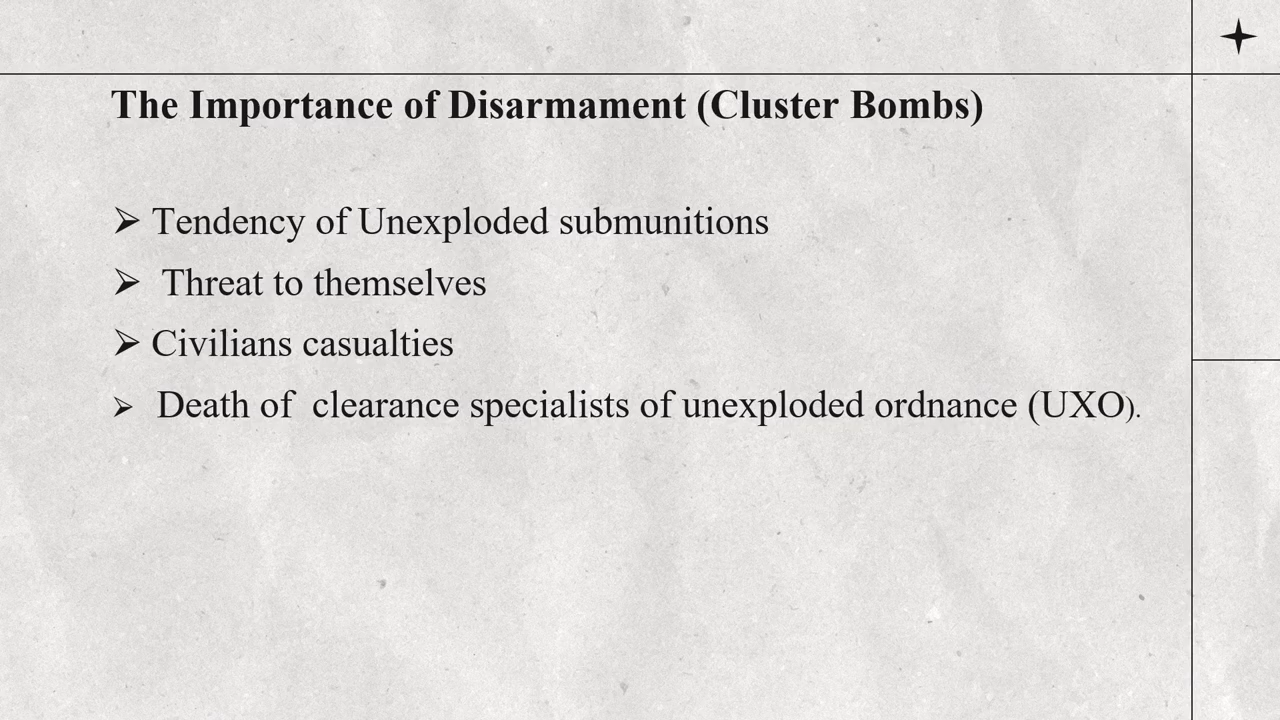 The Importance of Disarmament (Cluster Bombs)
➢ Tendency of Unexploded submunitions
➢ Threat to themselves
➢ Civilians casualties
➢ Death of  clearance specialists of unexploded ordnance (UXO).